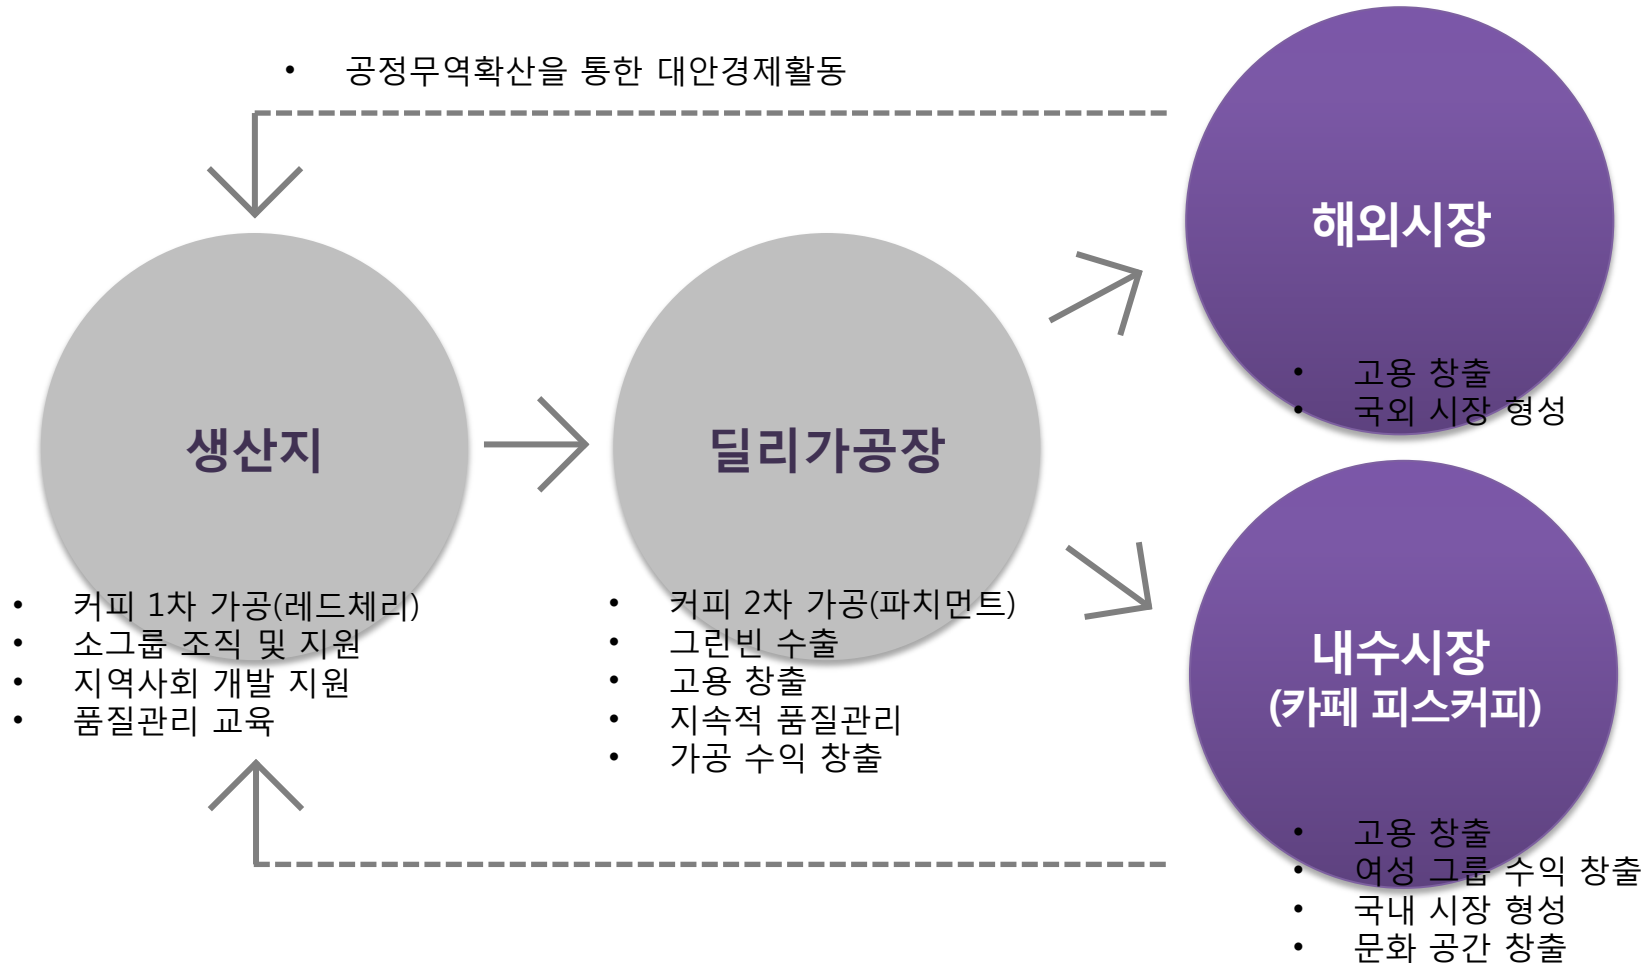 • 공정무역확산을 통한 대안경제활동
생산지
• 커피 1차 가공(레드체리)
• 소그룹 조직 및 지원
• 지역사회 개발 지원
• 품질관리 교육
딜리가공장
• 커피 2차 가공(파치먼트)
• 그린빈 수출
• 고용 창출
• 지속적 품질관리
• 가공 수익 창출
해외시장
• 고용 창출
• 국외 시장 형성
내수시장
(카페 피스커피)
• 고용 창출
• 여성 그룹 수익 창출
• 국내 시장 형성
• 문화 공간 창출